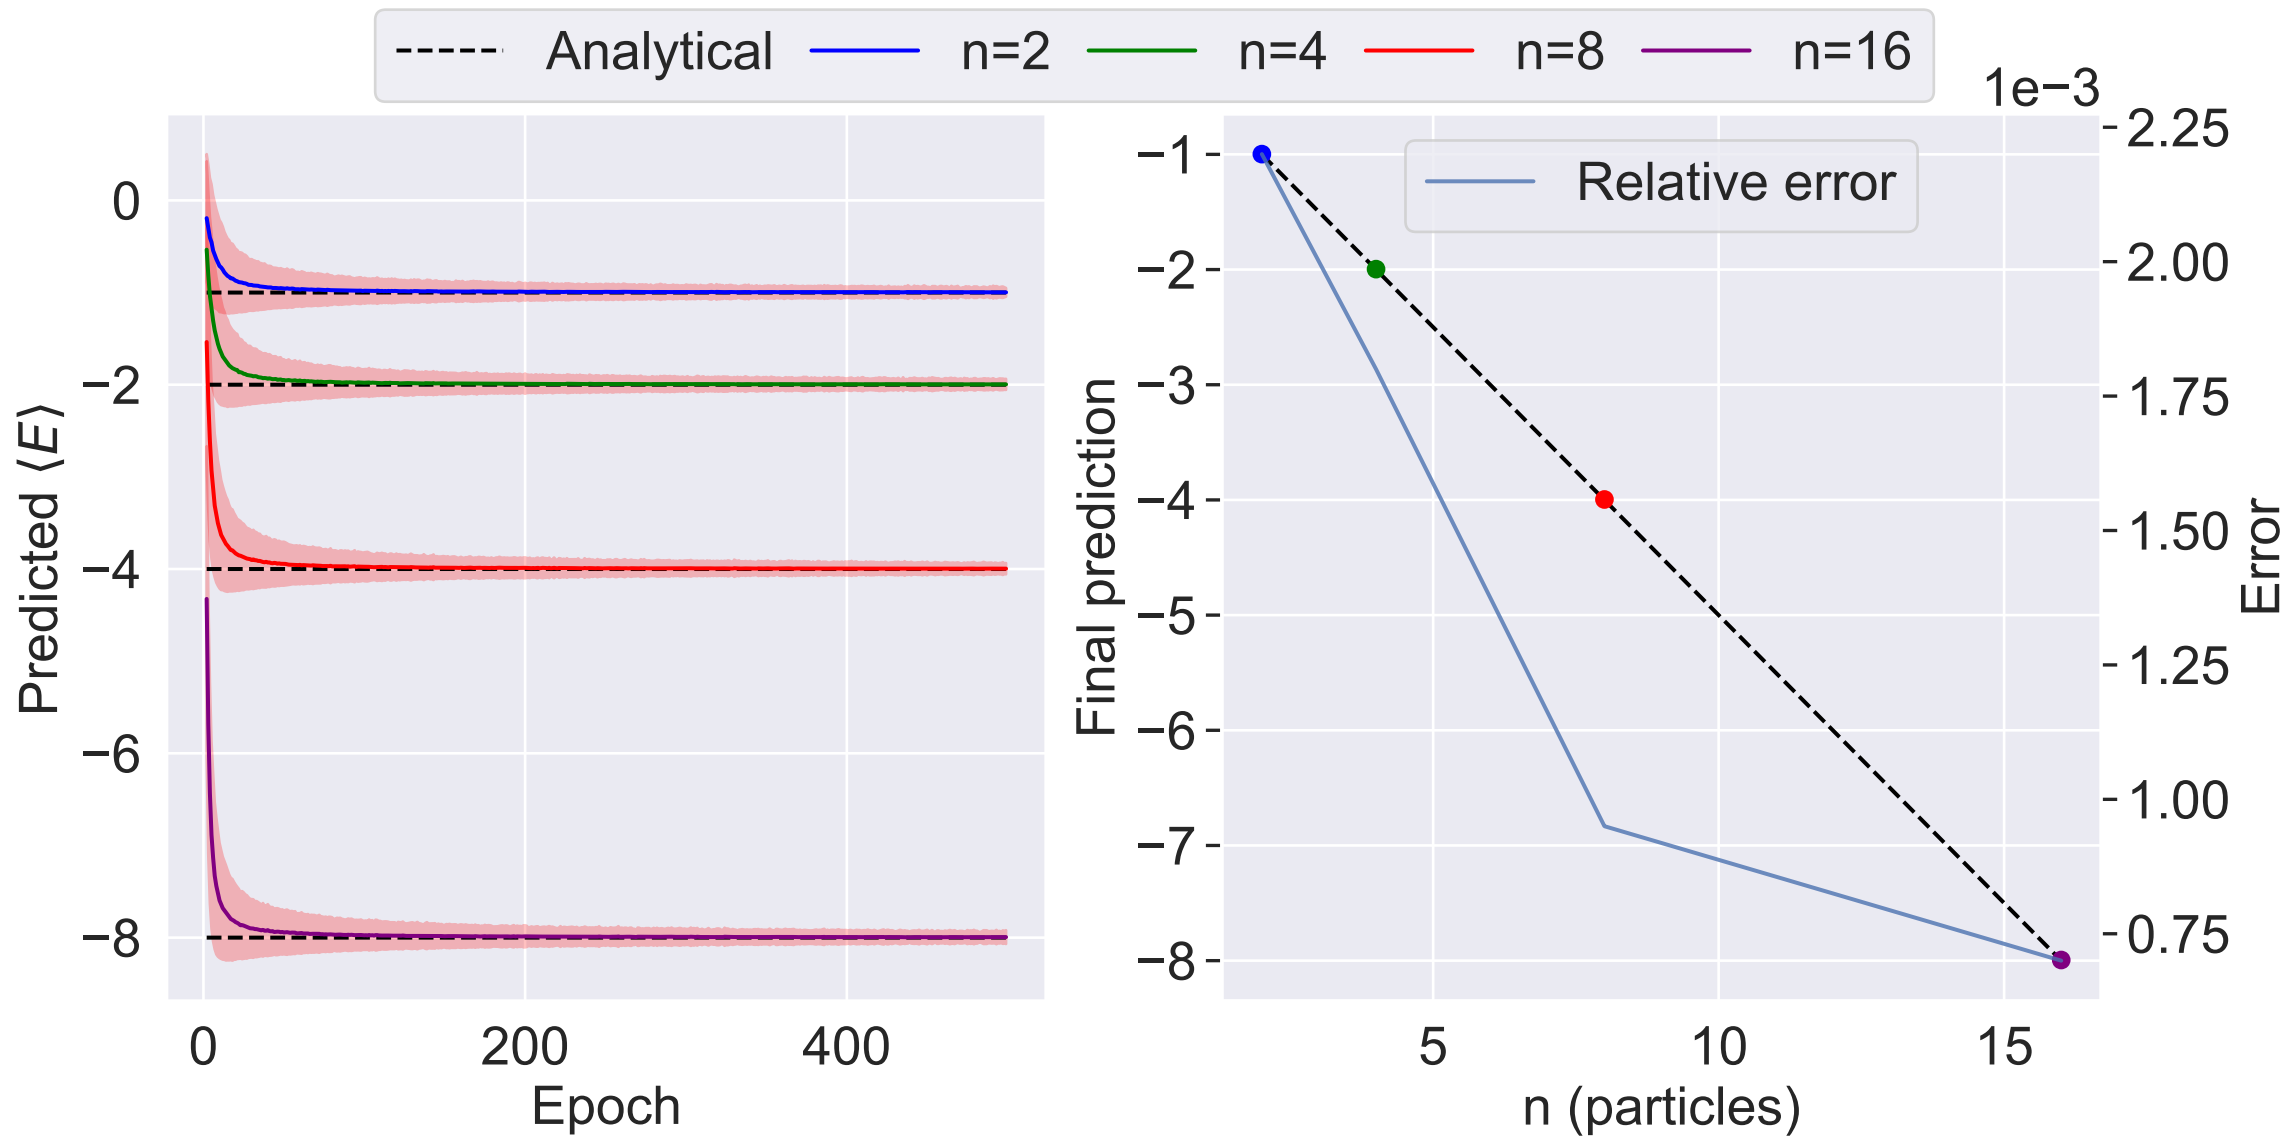 Analytical n=2 n=4 n=8 n=16
0
−2
−4
−6
−8
Predicted ⟨E⟩
0 200 400
Epoch
1e−3
Relative error
−1
−2
−3
−4
−5
−6
−7
−8
Final prediction
2.25
2.00
1.75
1.50
1.25
1.00
0.75
Error
5 10 15
n (particles)